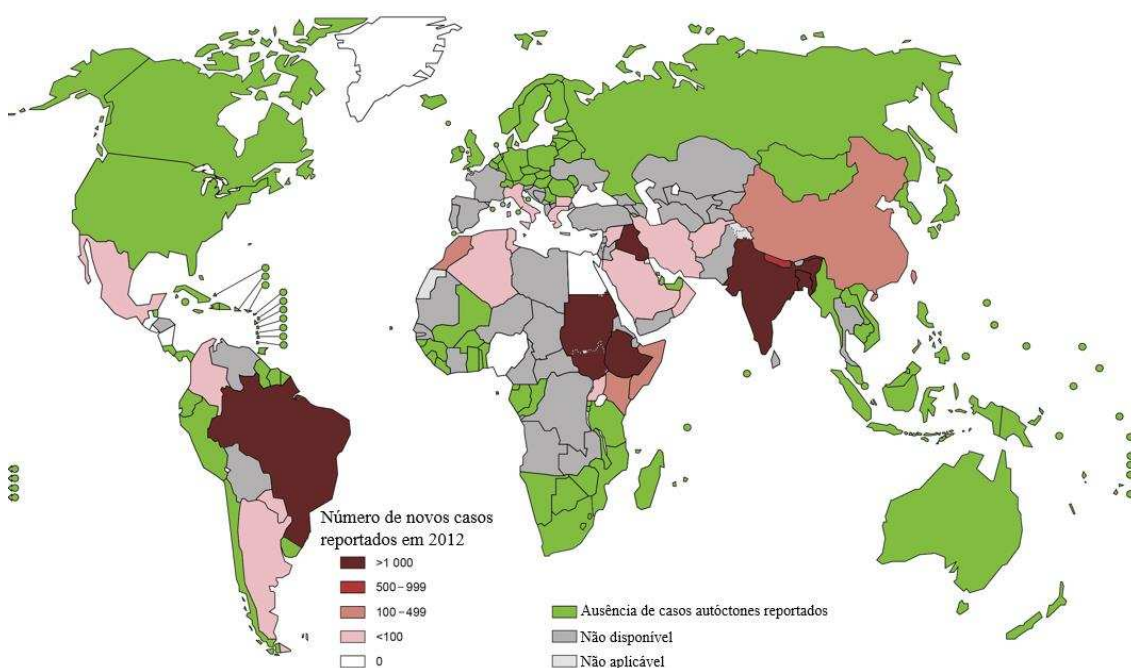 Número de novos casos
reportados em 2012
>1 000
500–999
100–499
<100
0
Ausência de casos autóctones reportados
Não disponível
Não aplicável